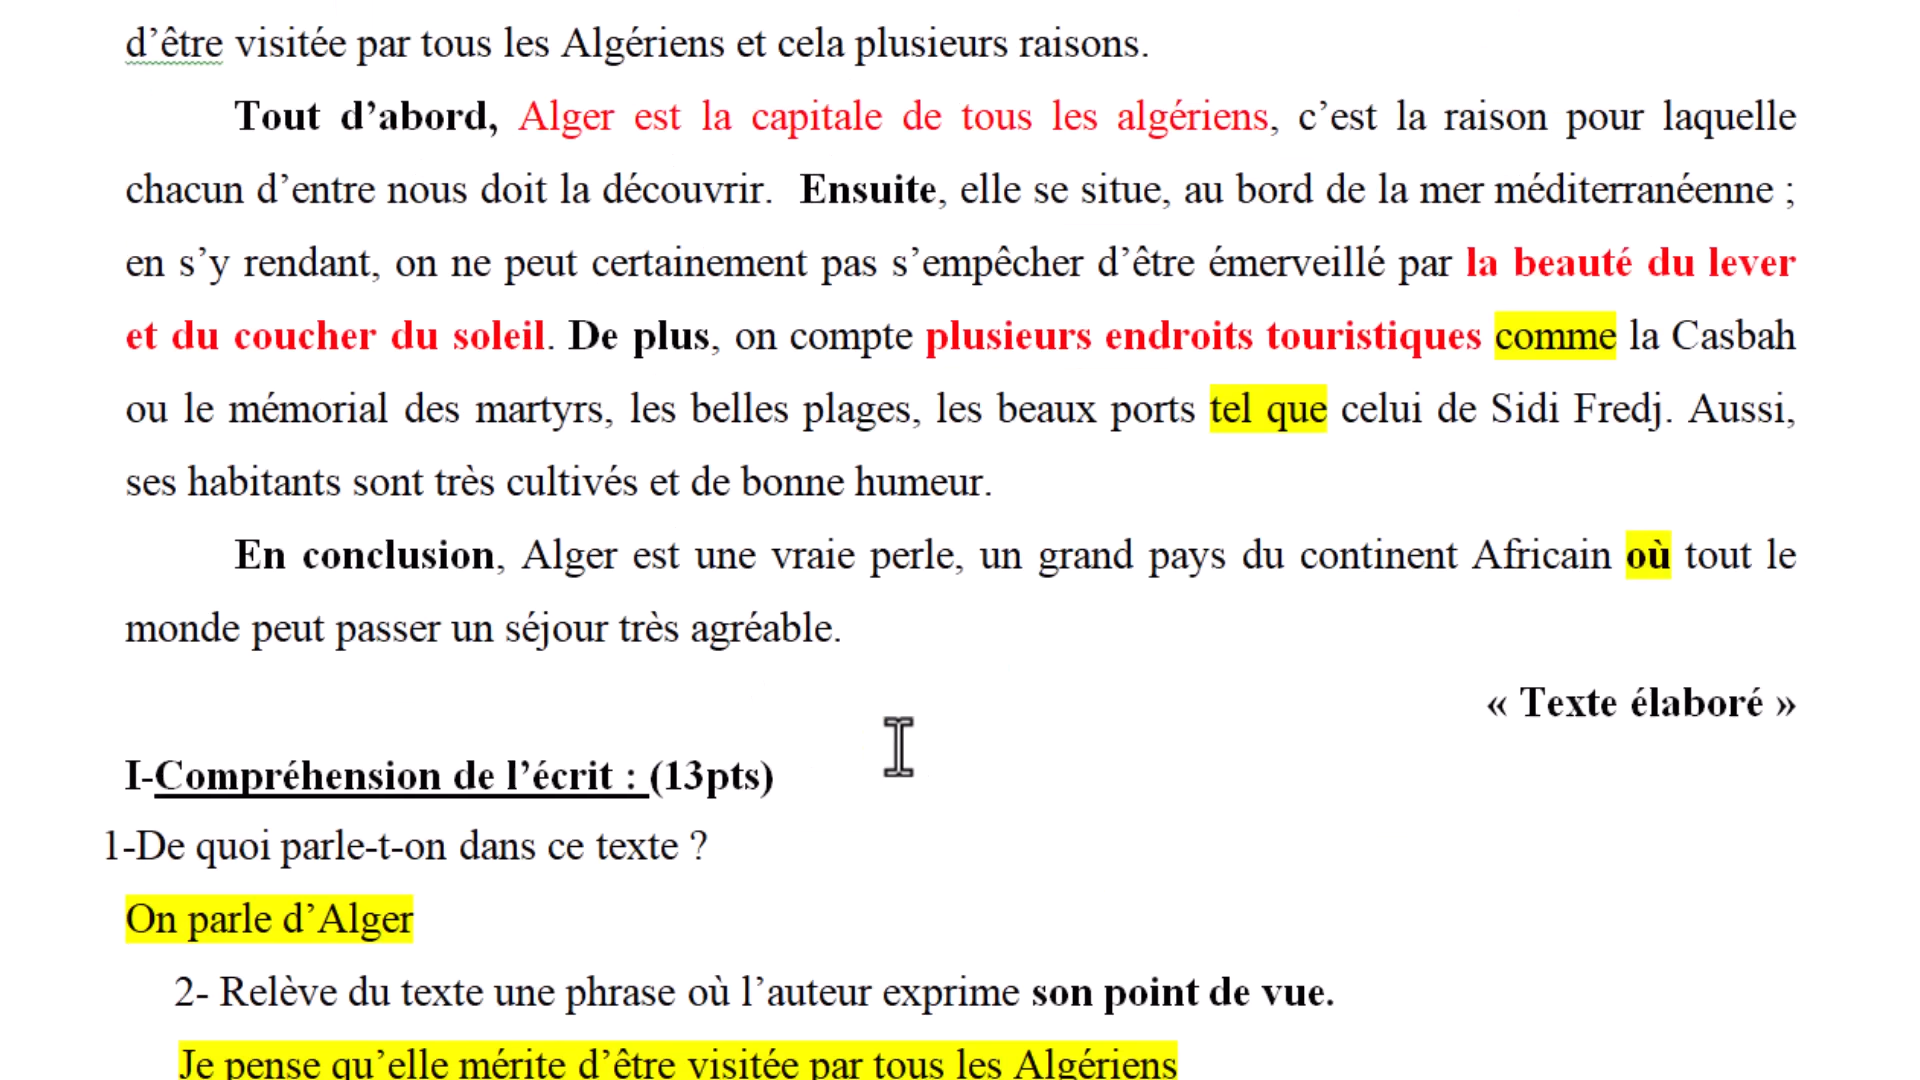 d’être visitée par tous les Algériens et cela plusieurs raisons.
Tout d’abord, Alger est la capitale de tous les algériens, c’est la raison pour laquelle
chacun d’entre nous doit la découvrir. Ensuite, elle se situe, au bord de la mer méditerranéenne ;
en s’y rendant, on ne peut certainement pas s’empêcher d’être émerveillé par la beauté du lever
et du coucher du soleil. De plus, on compte plusieurs endroits touristiques comme la Casbah
ou le mémorial des martyrs, les belles plages, les beaux ports tel que celui de Sidi Fredj. Aussi,
ses habitants sont très cultivés et de bonne humeur.
En conclusion, Alger est une vraie perle, un grand pays du continent Africain où tout le
monde peut passer un séjour très agréable.
« Texte élaboré »
I-Compréhension de l’écrit : (13pts)
1-De quoi parle-t-on dans ce texte ?
On parle d’Alger
2- Relève du texte une phrase où l’auteur exprime son point de vue.
Je pense qu’elle mérite d’être visitée par tous les Algériens